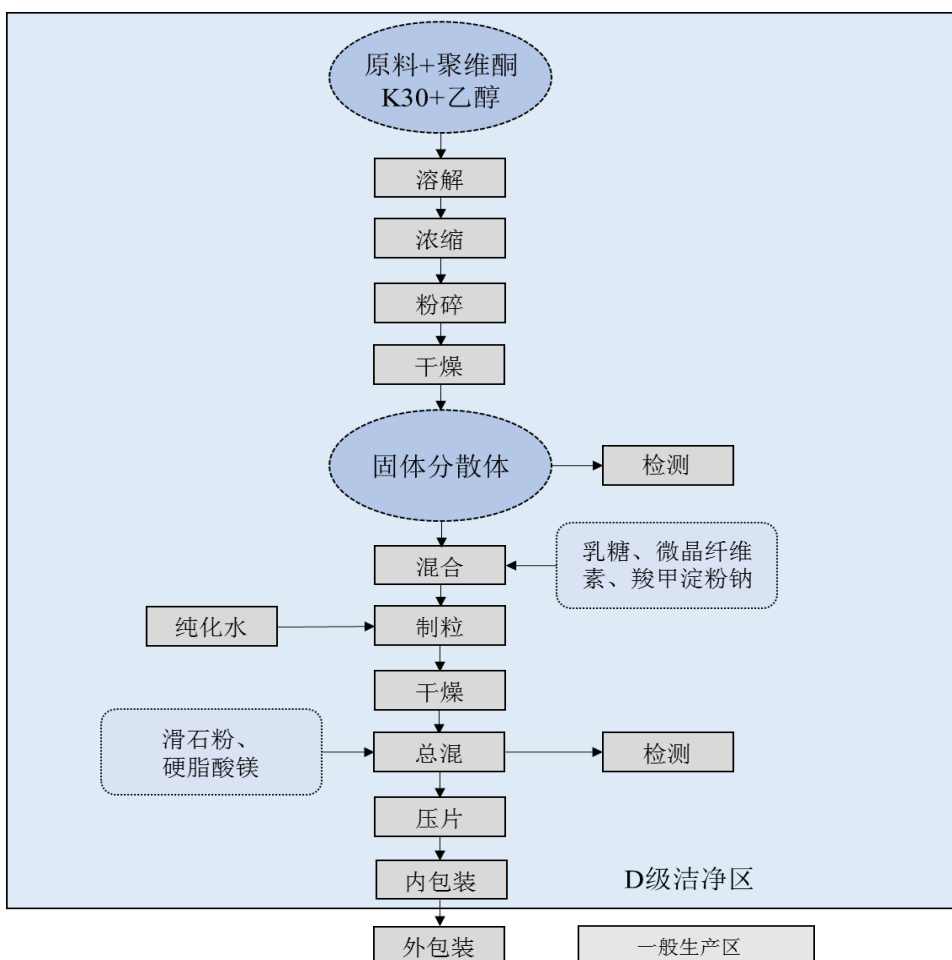 原料+聚维酮
K30+乙醇
溶解
浓缩
粉碎
干燥
固体分散体
检测
混合
乳糖、微晶纤维
素、羧甲淀粉钠
纯化水
制粒
干燥
滑石粉、
硬脂酸镁
总混
检测
压片
内包装
D级洁净区
外包装
一般生产区